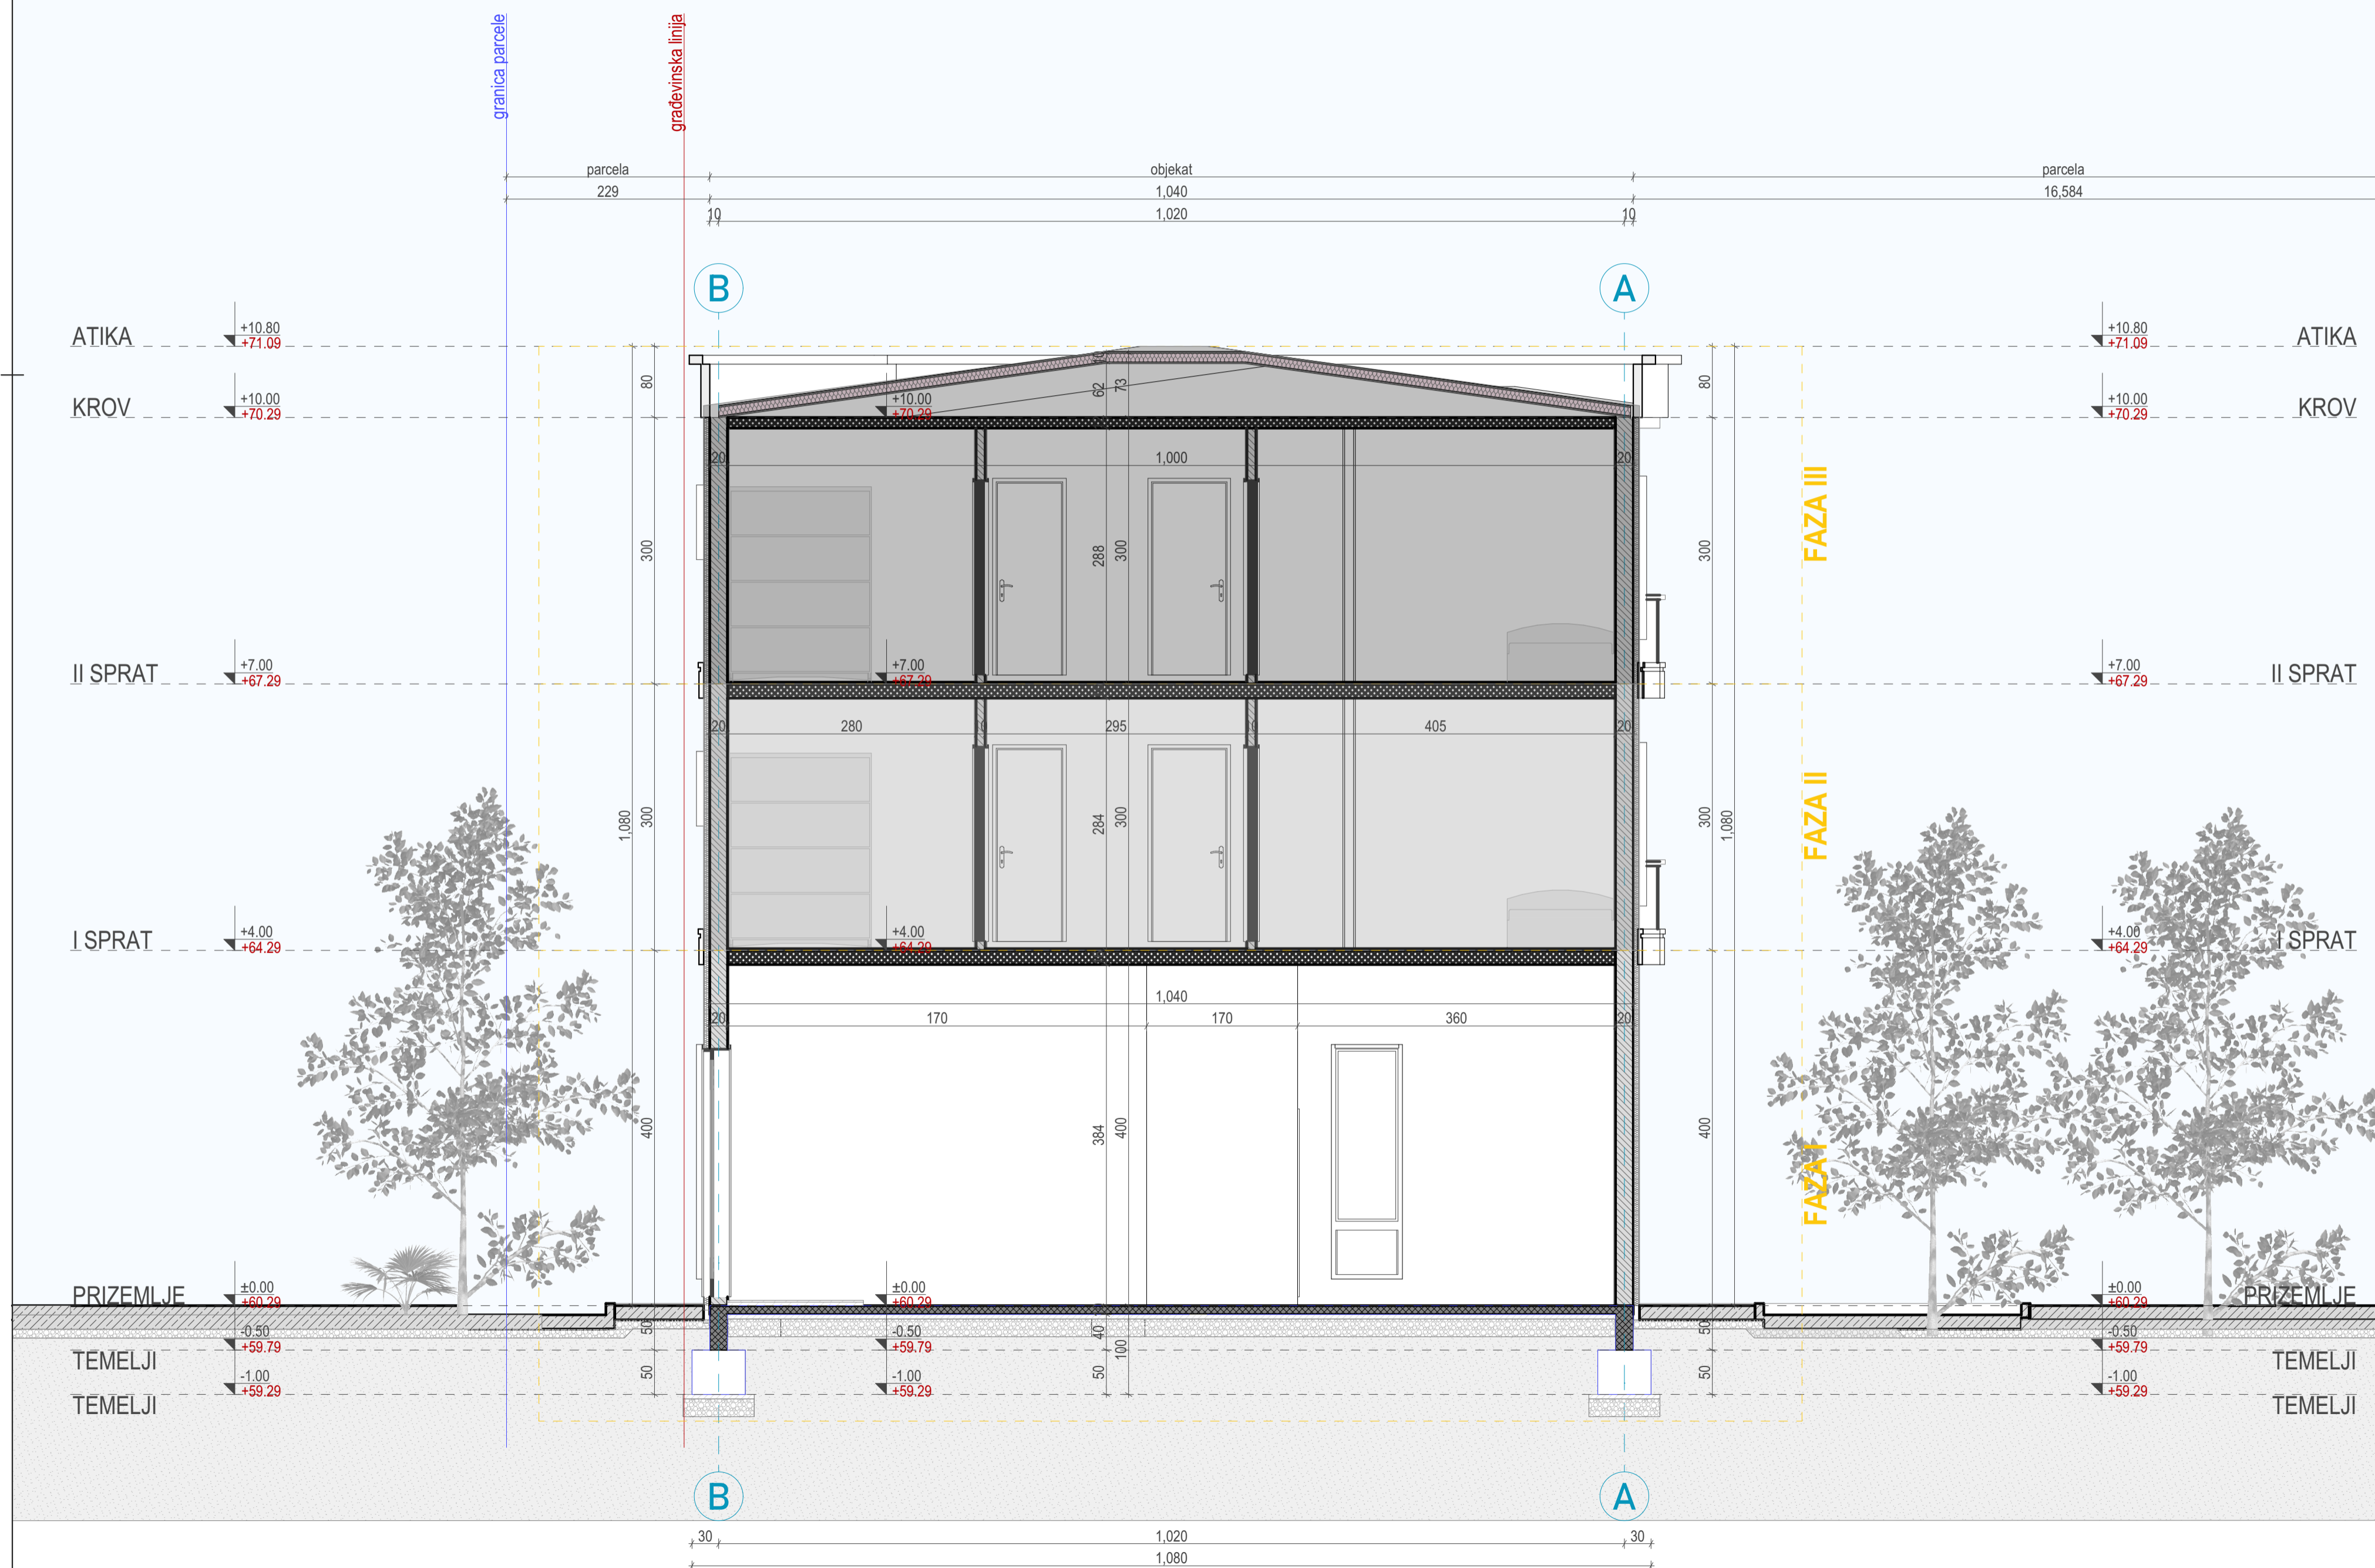 granica parcele
građevinska linija
parcela objekat parcela
229 1,040 16,584
10 1,020 10
B A
ATIKA +10.80 +10.80 ATIKA
+71.09 +71.09
80 62 73 80
KROV +10.00 +10.00 +10.00 KROV
+70.29 +70.29 +70.29
20 1,000 20
FAZA III
300 288 300 300
II SPRAT +7.00 +7.00 +7.00 II SPRAT
+67.29 +67.29 +67.29
20 280 295 405 20
FAZA II
1,080 300 284 300 300 1,080
I SPRAT +4.00 +4.00 +4.00 I SPRAT
+64.29 +64.29 +64.29
1,040
20 170 170 360 20
400 384 400 400
FAZA I
PRIZEMLJE ±0.00 ±0.00 ±0.00 PRIZEMLJE
+60.29 +60.29 +60.29
50 40 50
-0.50 -0.50 -0.50
TEMELJI +59.79 +59.79 +59.79 TEMELJI
50 50 100 50
-1.00 -1.00 -1.00
TEMELJI +59.29 +59.29 +59.29 TEMELJI
B A
30 1,020 30
1,080